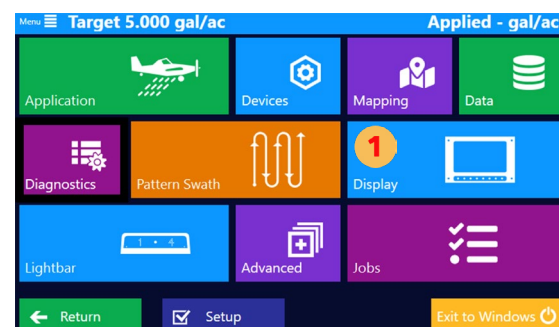 Menu Target 5.000 gal/ac Applied - gal/ac
Application Devices Mapping Data
1
Diagnostics Pattern Swath Display
1 • 4
Lightbar Advanced Jobs
Return Setup Exit to Windows